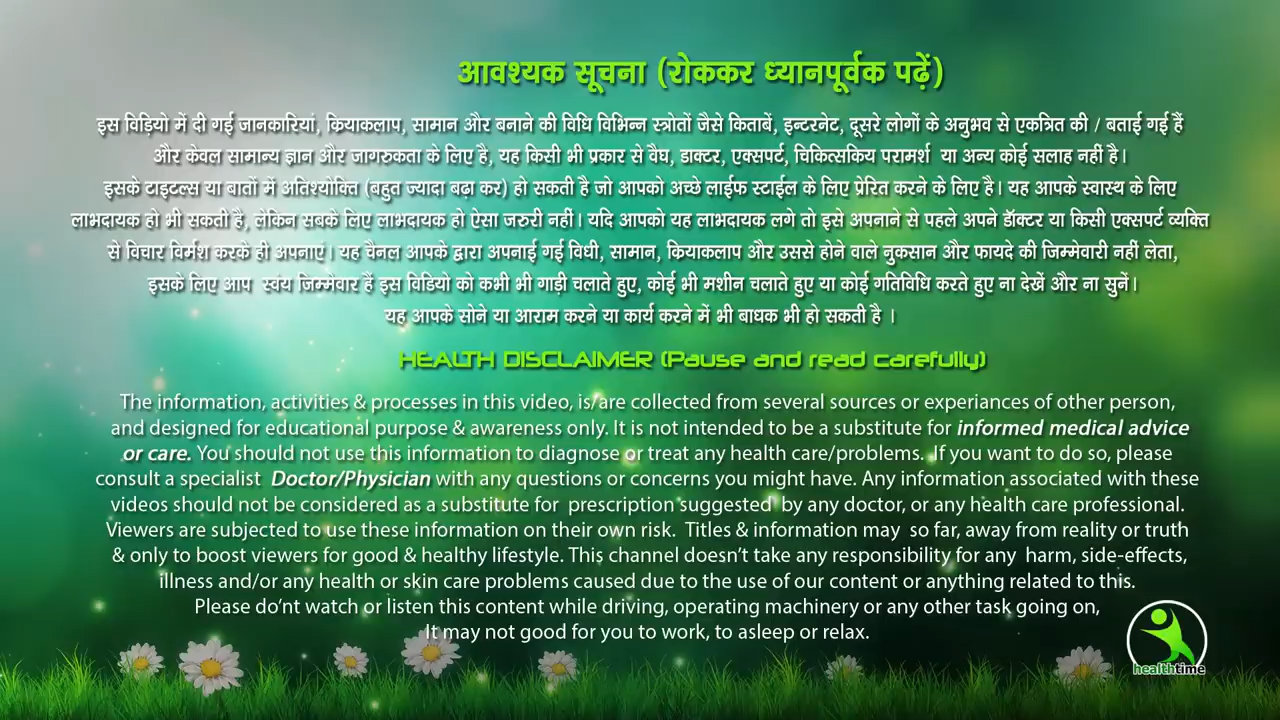 आवश्यक सूचना (रोककर ध्यानपूर्वक पढ़ें)
इस विड़ियो में दी गई जानकारियां, क्रियाकलाप, सामान और बनाने की विधि विभिन्न स्त्रोतों जैसे किताबें, इन्टरनेट, दूसरे लोगों के अनुभव से एकत्रित की / बताई गई हैं
और केवल सामान्य ज्ञान और जागरुकता के लिए है, यह किसी भी प्रकार से वैध, डाक्टर, एक्सपर्ट, चिकित्सकिय परामर्श या अन्य कोई सलाह नहीं है।
इसके टाइटल्स या बातों में अतिश्योक्ति (बहुत ज्यादा बढ़ा कर) हो सकती है जो आपको अच्छे लाईफ स्टाईल के लिए प्रेरित करने के लिए है। यह आपके स्वास्थ के लिए
लाभदायक हो भी सकती है, लेकिन सबके लिए लाभदायक हो ऐसा जरुरी नहीं। यदि आपको यह लाभदायक लगे तो इसे अपनाने से पहले अपने डॉक्टर या किसी एक्सपर्ट व्यक्ति
से विचार विर्मश करके ही अपनाएं। यह चैनल आपके द्वारा अपनाई गई विधी, सामान, क्रियाकलाप और उससे होने वाले नुकसान और फायदे की जिम्मेवारी नहीं लेता,
इसके लिए आप स्वंय जिम्मेवार हैं इस विडियो को कभी भी गाड़ी चलाते हुए, कोई भी मशीन चलाते हुए या कोई गतिविधि करते हुए ना देखें और ना सुनें।
यह आपके सोने या आराम करने या कार्य करने में भी बाधक भी हो सकती है ।
HEALTH DISCLAIMER (Pause and read carefully)
The information, activities & processes in this video, is/are collected from several sources or experiances of other person,
and designed for educational purpose & awareness only. It is not intended to be a substitute for informed medical advice
or care. You should not use this information to diagnose or treat any health care/problems. If you want to do so, please
consult a specialist Doctor/Physician with any questions or concerns you might have. Any information associated with these
videos should not be considered as a substitute for prescription suggested by any doctor, or any health care professional.
Viewers are subjected to use these information on their own risk. Titles & information may so far, away from reality or truth
& only to boost viewers for good & healthy lifestyle. This channel doesn't take any responsibility for any harm, side-effects,
illness and/or any health or skin care problems caused due to the use of our content or anything related to this.
Please do'nt watch or listen this content while driving, operating machinery or any other task going on,
It may not good for you to work, to asleep or relax.
healthtime